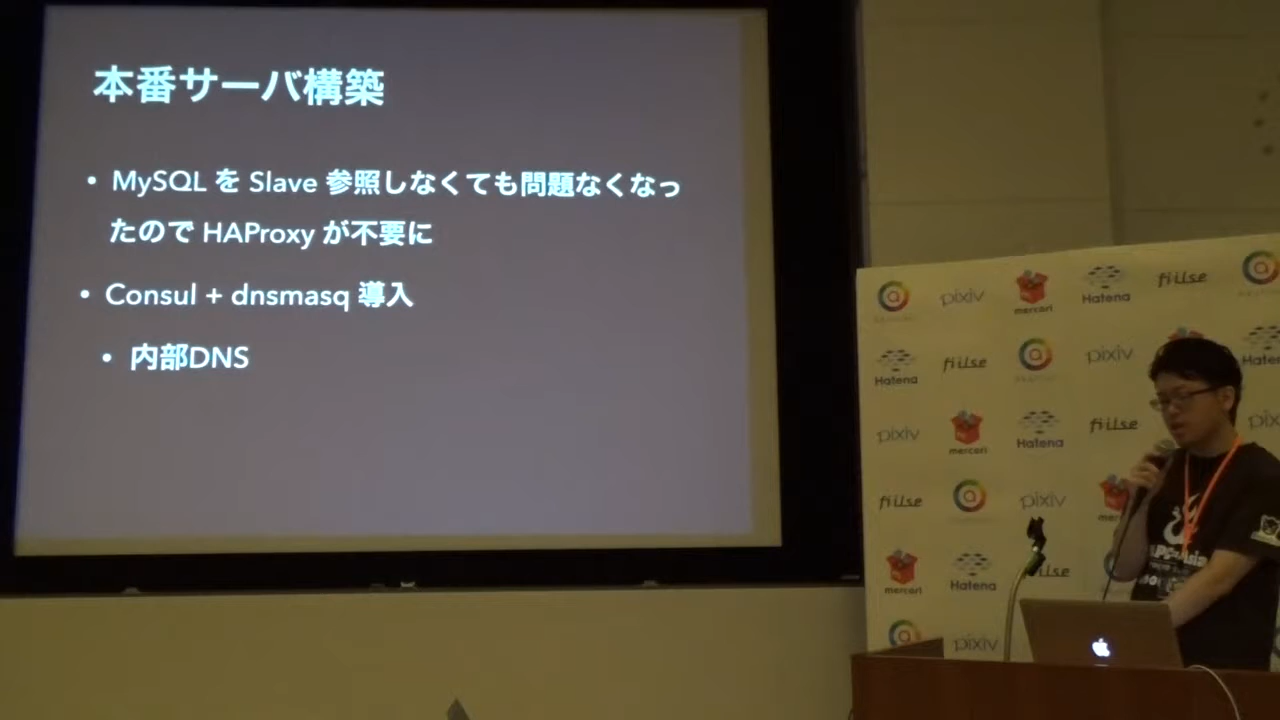 本番サーバ構築
• MySQL を Slave 参照しなくても問題なくなっ
たので HAProxy が不要に
• Consul + dnsmasq 導入
• 内部DNS
pixiv
mercari
Hatena
fiilse
Hatena
fiilse
pixiv
Hatena
pixiv
mercari
Hatena
fiilse
fiilse
pixiv
mercari
Hatena
pixiv
Asia